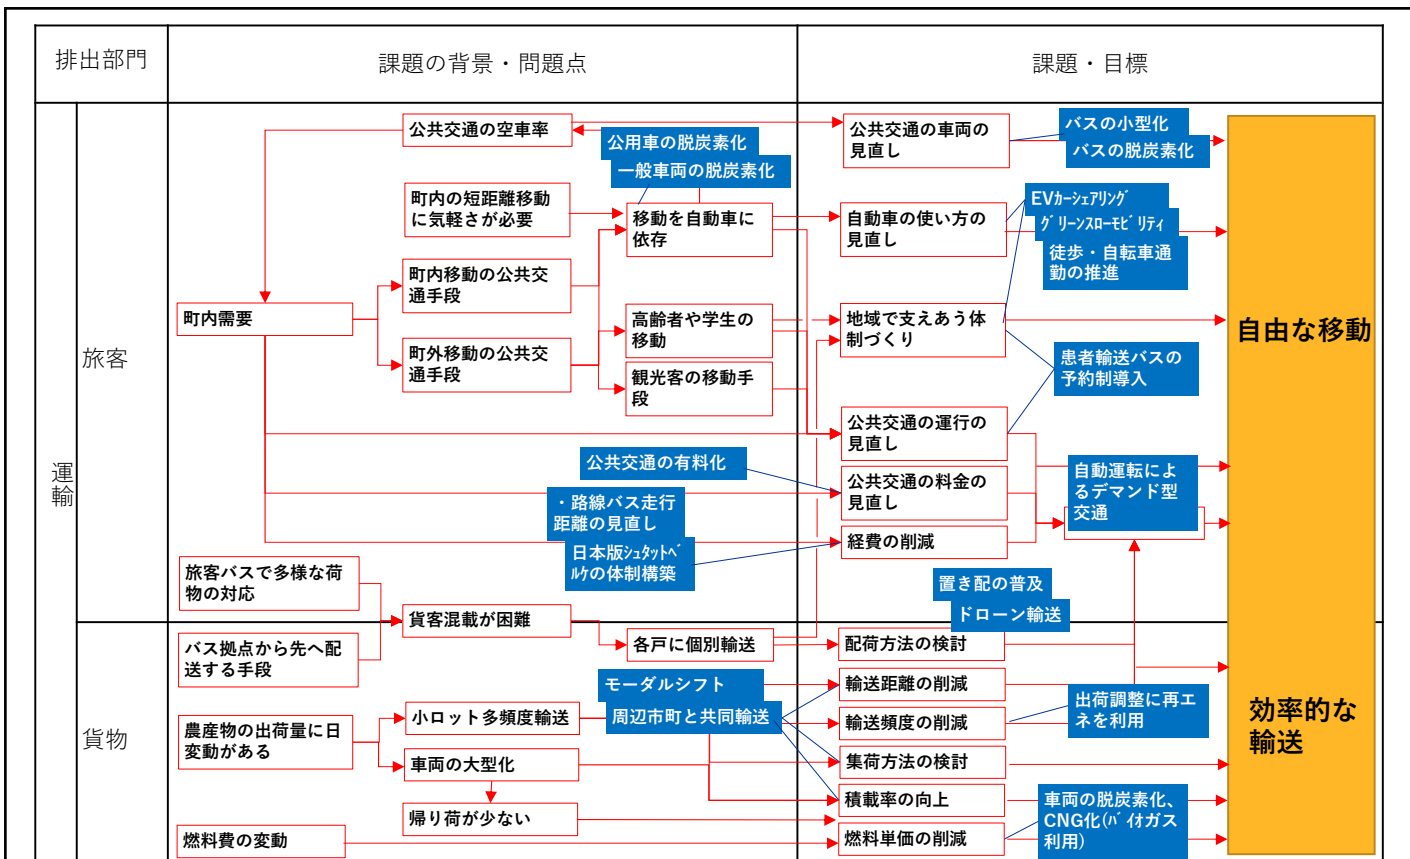 排出部門
課題の背景・問題点
課題・目標
運輸
旅客
貨物
公共交通の空車率
公用車の脱炭素化
一般車両の脱炭素化
町内の短距離移動
に気軽さが必要
移動を自動車に
依存
町内移動の公共交
通手段
町内需要
町外移動の公共交
通手段
高齢者や学生の
移動
観光客の移動手
段
公共交通の有料化
・路線バス走行
距離の見直し
日本版ｼｭﾀｯﾄﾍﾞ
ﾙｹの体制構築
旅客バスで多様な荷
物の対応
貨客混載が困難
バス拠点から先へ配
送する手段
各戸に個別輸送
モーダルシフト
周辺市町と共同輸送
農産物の出荷量に日
変動がある
小ロット多頻度輸送
車両の大型化
帰り荷が少ない
燃料費の変動
公共交通の車両の
見直し
バスの小型化
バスの脱炭素化
自動車の使い方の
見直し
EVｶｰｼｪｱﾘﾝｸﾞ
ｸﾞﾘｰﾝｽﾛｰﾓﾋﾞﾘﾃｨ
徒歩・自転車通
勤の推進
地域で支えあう体
制づくり
患者輸送バスの
予約制導入
公共交通の運行の
見直し
公共交通の料金の
見直し
自動運転によ
るデマンド型
交通
経費の削減
置き配の普及
ドローン輸送
配荷方法の検討
輸送距離の削減
輸送頻度の削減
出荷調整に再エ
ネを利用
集荷方法の検討
積載率の向上
燃料単価の削減
車両の脱炭素化、
CNG化(ﾊﾞｲｵガス
利用)
自由な移動
効率的な
輸送